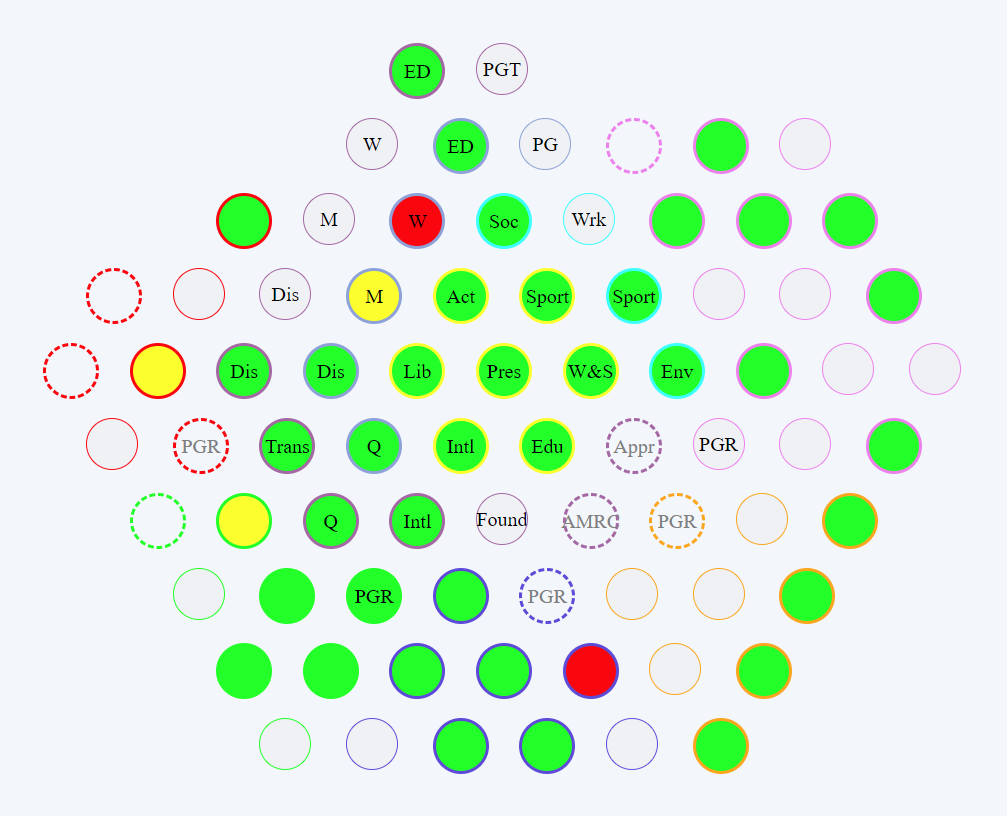 ED PGT
W ED PG
M W Soc Wrk
Dis M Act Sport Sport
Dis Dis Lib Pres W&S Env
PGR Trans Q Intl Edu Appr PGR
Q Intl Found AMRC PGR
PGR PGR